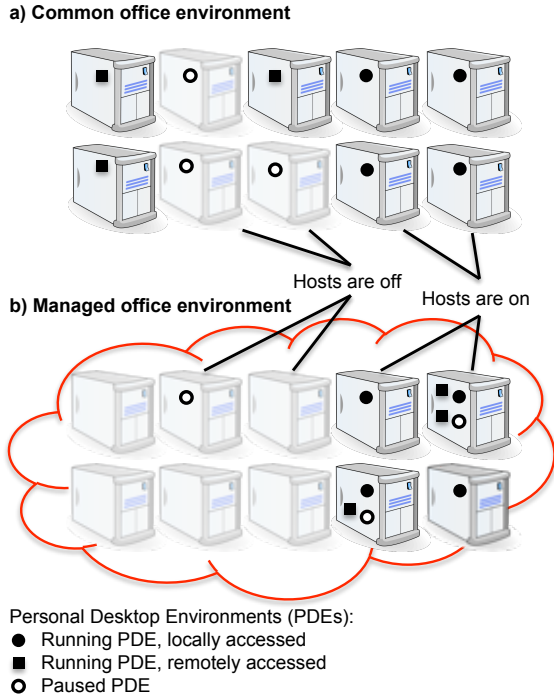 a) Common office environment
Hosts are off
Hosts are on
b) Managed office environment
Personal Desktop Environments (PDEs):
Running PDE, locally accessed
Running PDE, remotely accessed
Paused PDE